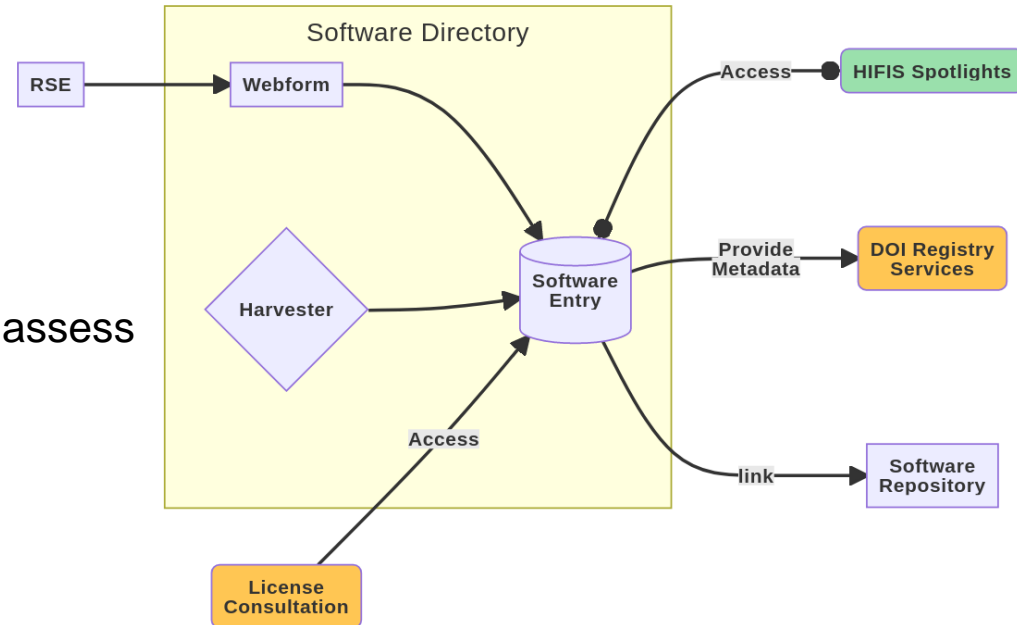 Software Directory
RSE
Webform
Access
HIFIS Spotlights
Provide
Metadata
DOI Registry
Services
Software
Entry
Harvester
assess
Access
link
Software
Repository
License
Consultation